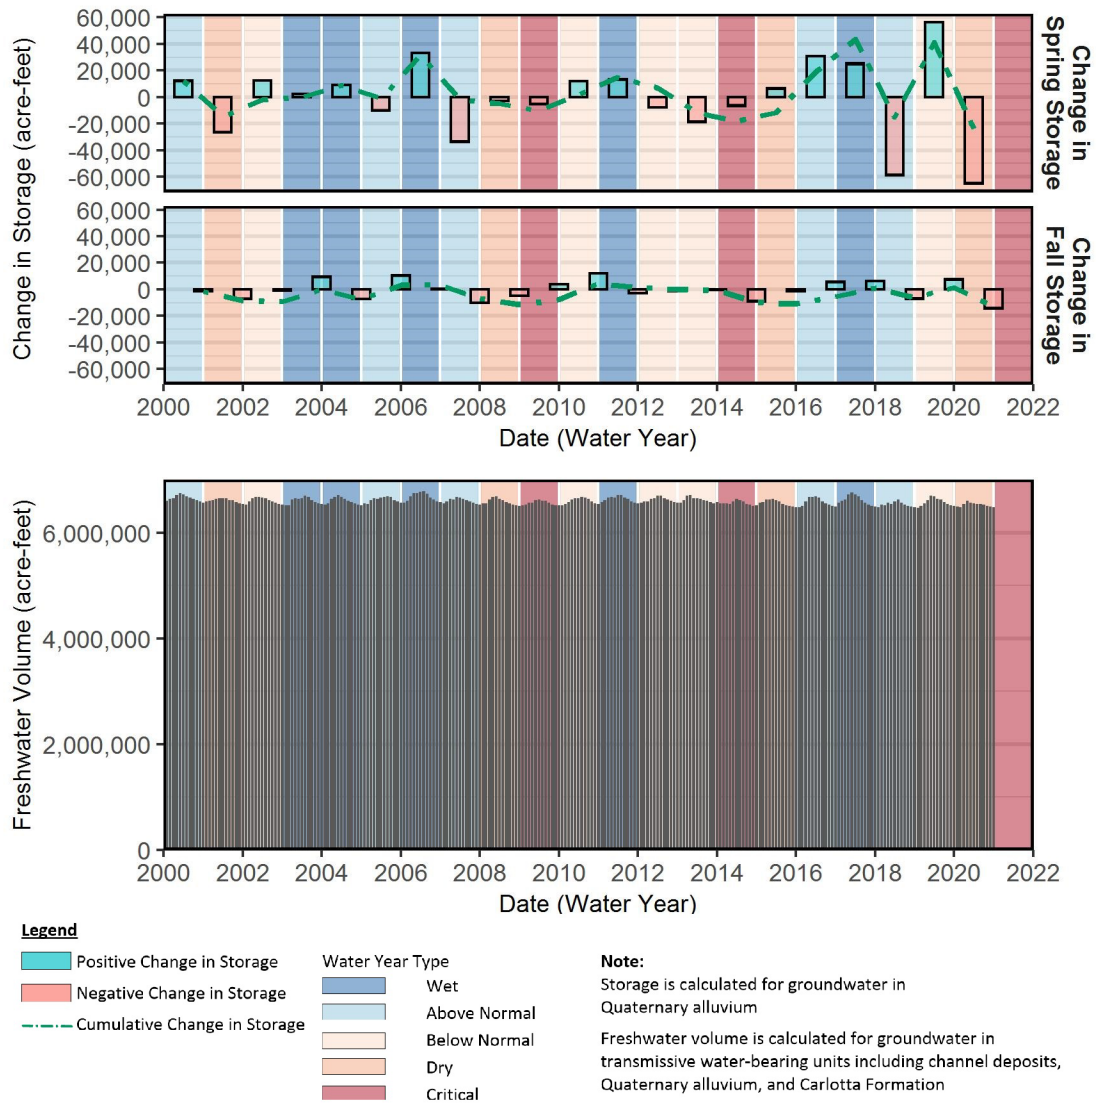 60,000
40,000
20,000
0
-20,000
-40,000
-60,000
Change in
Spring Storage
Change in Storage (acre-feet)
60,000
40,000
20,000
0
-20,000
-40,000
-60,000
Change in
Fall Storage
2000 2002 2004 2006 2008 2010 2012 2014 2016 2018 2020 2022
Date (Water Year)
Freshwater Volume (acre-feet)
6,000,000
4,000,000
2,000,000
0
2000 2002 2004 2006 2008 2010 2012 2014 2016 2018 2020 2022
Date (Water Year)
Legend
Positive Change in Storage
Negative Change in Storage
Cumulative Change in Storage
Water Year Type
Wet
Above Normal
Below Normal
Dry
Critical
Note:
Storage is calculated for groundwater in
Quaternary alluvium
Freshwater volume is calculated for groundwater in
transmissive water-bearing units including channel deposits,
Quaternary alluvium, and Carlotta Formation